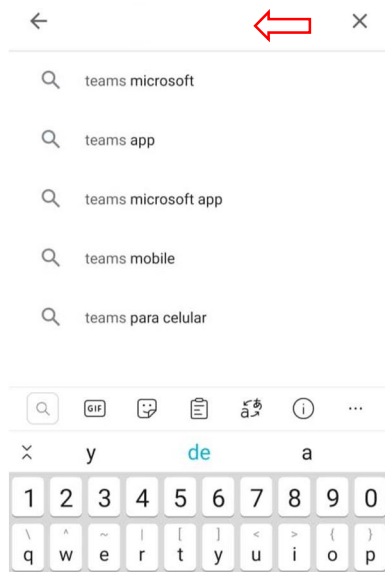 teams microsoft
teams app
teams microsoft app
teams mobile
teams para celular
GIF
y de a
1 2 3 4 5 6 7 8 9 0
\ ^ ~ | [ ] < > { }
q w e r t y u i o p